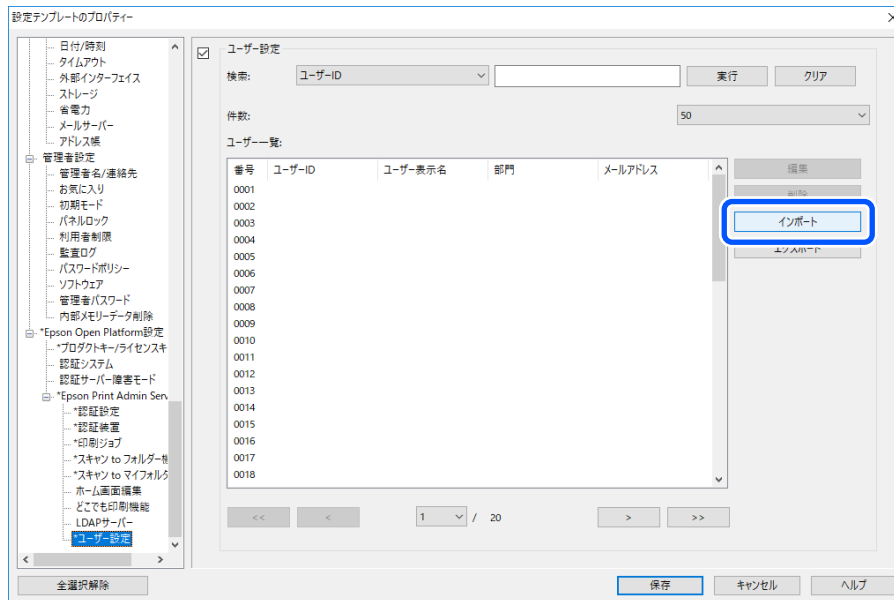 設定テンプレートのプロパティー
日付/時刻
タイムアウト
外部インターフェイス
ストレージ
省電力
メールサーバー
アドレス帳
管理者設定
管理者名/連絡先
お気に入り
初期モード
パネルロック
利用者制限
監査ログ
パスワードポリシー
ソフトウェア
管理者パスワード
内部メモリーデータ削除
*Epson Open Platform設定
*プロダクトキー/ライセンスキ
認証システム
認証サーバー障害モード
*Epson Print Admin Serv
*認証設定
*認証装置
*印刷ジョブ
*スキャン to フォルダー機
*スキャン to マイフォルダ
ホーム画面編集
どこでも印刷機能
LDAPサーバー
*ユーザー設定
全選択解除
ユーザー設定
検索: ユーザーID 実行 クリア
件数: 50
ユーザー一覧:
番号 ユーザーID ユーザー表示名 部門 メールアドレス
0001
0002
0003
0004
0005
0006
0007
0008
0009
0010
0011
0012
0013
0014
0015
0016
0017
0018
編集
削除
インポート
エクスポート
<< < 1 / 20 > >>
保存 キャンセル ヘルプ